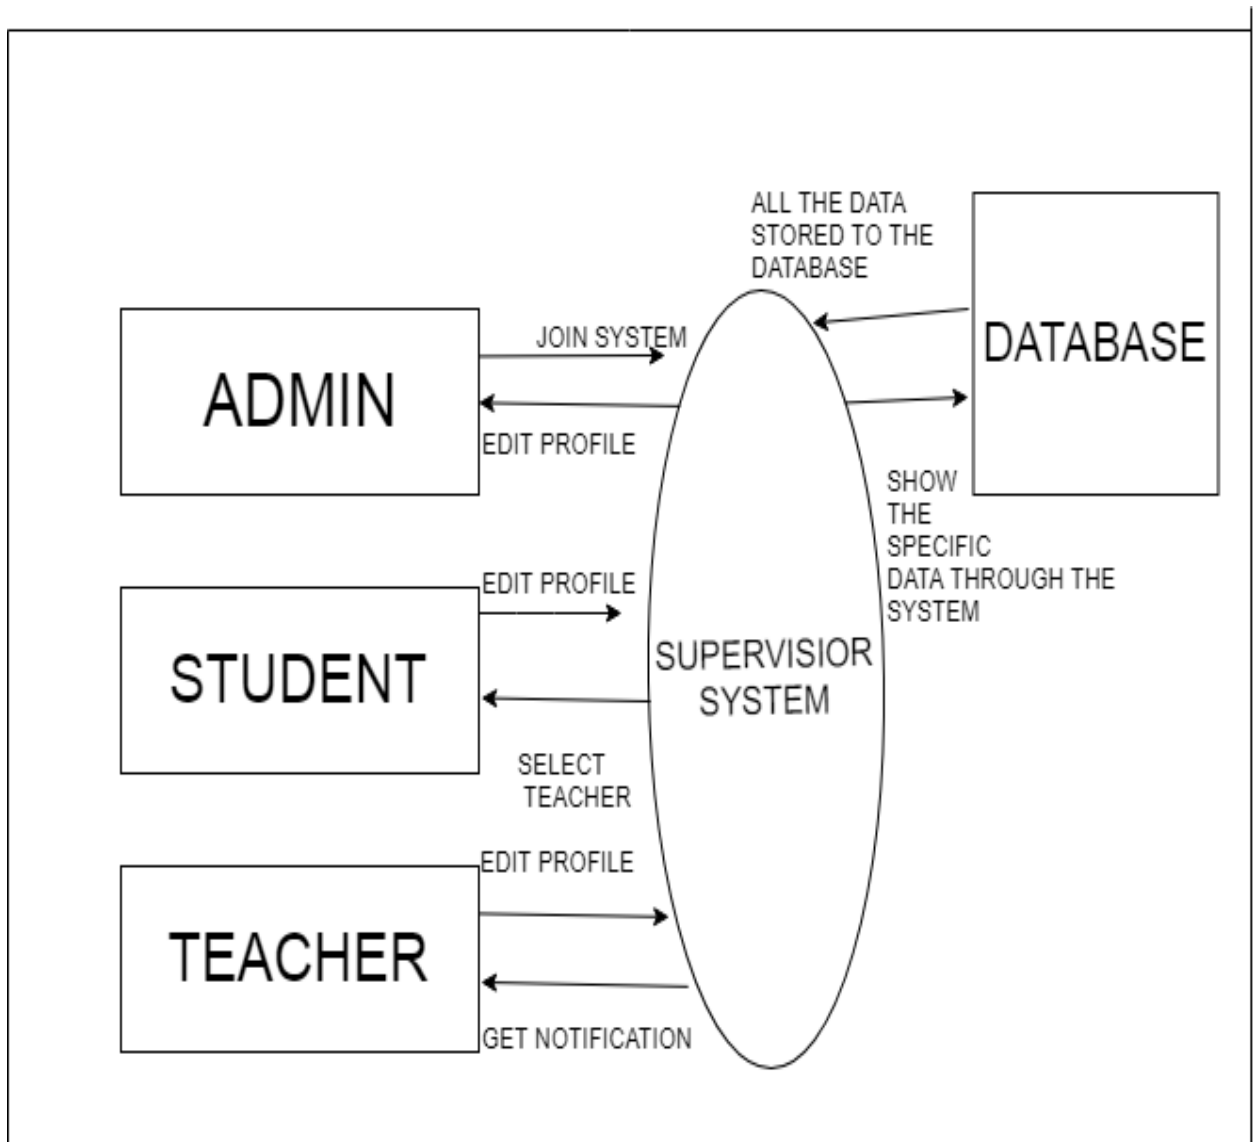 ALL THE DATA
STORED TO THE
DATABASE
DATABASE
JOIN SYSTEM
ADMIN
EDIT PROFILE
SHOW
THE
SPECIFIC
DATA THROUGH THE
SYSTEM
EDIT PROFILE
STUDENT
SUPERVISIOR
SYSTEM
SELECT
TEACHER
EDIT PROFILE
TEACHER
GET NOTIFICATION